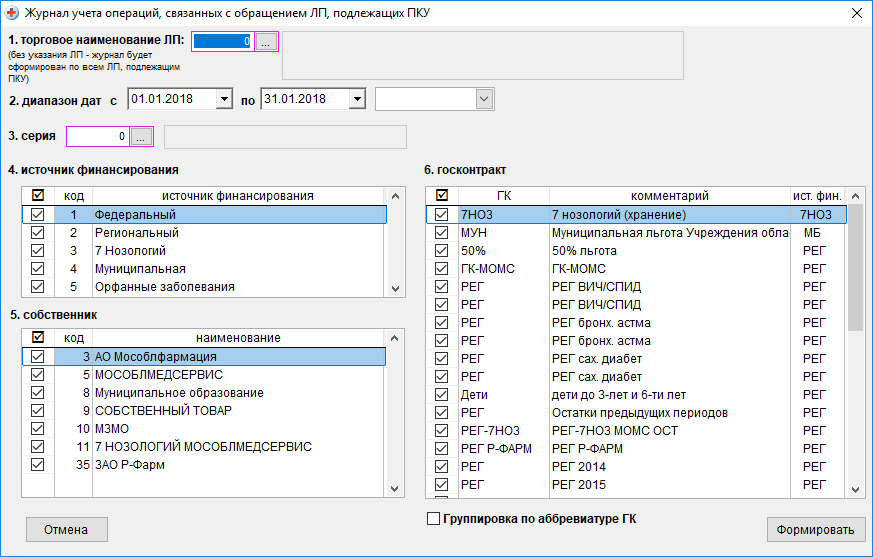 Журнал учета операций, связанных с обращением ЛП, подлежащих ПКУ
1. торговое наименование ЛП: 0 ...
(без указания ЛП - журнал будет
сформирован по всем ЛП, подлежащим
ПКУ)
2. диапазон дат с 01.01.2018 по 31.01.2018
3. серия 0 ...
4. источник финансирования
код источник финансирования
1 Федеральный
2 Региональный
3 7 Нозологий
4 Муниципальная
5 Орфанные заболевания
5. собственник
код наименование
3 АО Мособлфармация
5 МОСОБЛМЕДСЕРВИС
8 Муниципальное образование
9 СОБСТВЕННЫЙ ТОВАР
10 МЗМО
11 7 НОЗОЛОГИЙ МОСОБЛМЕДСЕРВИС
35 ЗАО Р-Фарм
6. госконтракт
ГК комментарий ист. фин.
7НОЗ 7 нозологий (хранение) 7НОЗ
МУН Муниципальная льгота Учреждения обла МБ
50% 50% льгота РЕГ
ГК-МОМС ГК-МОМС РЕГ
РЕГ РЕГ ВИЧ/СПИД РЕГ
РЕГ РЕГ ВИЧ/СПИД РЕГ
РЕГ РЕГ бронх. астма РЕГ
РЕГ РЕГ бронх. астма РЕГ
РЕГ РЕГ сах. диабет РЕГ
РЕГ РЕГ сах. диабет РЕГ
Дети дети до 3-лет и 6-ти лет РЕГ
РЕГ Остатки предыдущих периодов РЕГ
РЕГ-7НОЗ РЕГ-7НОЗ МОМС ОСТ РЕГ
РЕГ Р-ФАРМ РЕГ Р-ФАРМ РЕГ
РЕГ РЕГ 2014 РЕГ
РЕГ РЕГ 2015 РЕГ
Группировка по аббревиатуре ГК
Отмена
Формировать